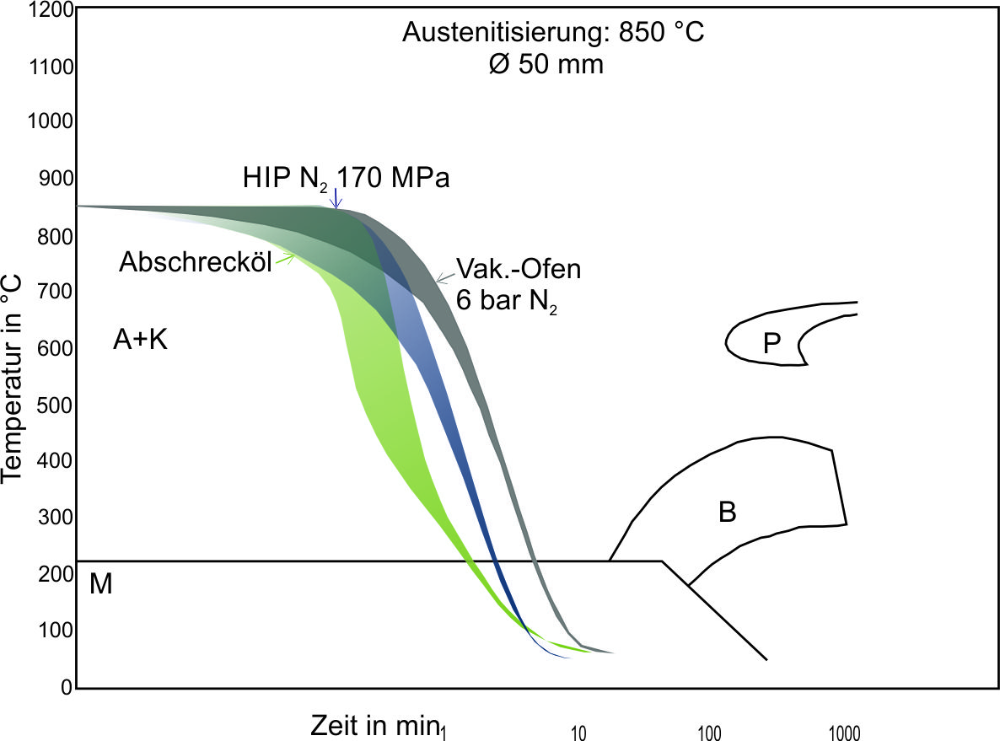 1200
Austenitisierung: 850 °C
Ø 50 mm
1100
1000
HIP N₂ 170 MPa
900
800
Abschrecköl
Vak.-Ofen
6 bar N₂
700
Temperatur in °C
A+K
P
600
500
400
B
300
200
M
100
0
Zeit in min
1 10 100 1000